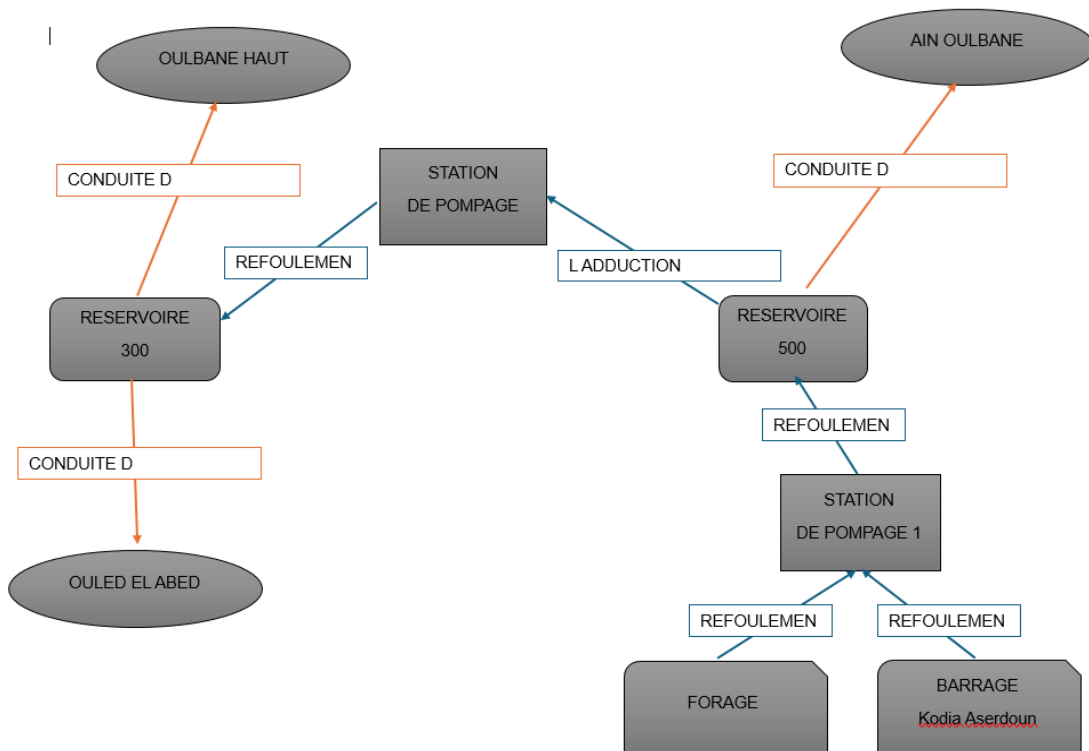 OULBANE HAUT
AIN OULBANE
CONDUITE D
STATION
DE POMPAGE
CONDUITE D
REFOULEMEN
L ADDUCTION
RESERVOIRE
300
RESERVOIRE
500
REFOULEMEN
CONDUITE D
STATION
DE POMPAGE 1
OULED EL ABED
REFOULEMEN
REFOULEMEN
FORAGE
BARRAGE
Kodia Aserdoun